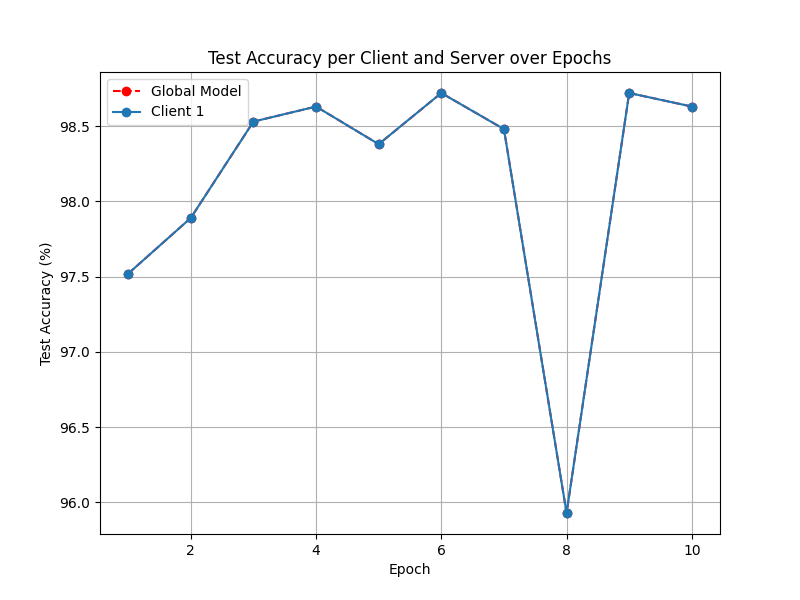 Test Accuracy per Client and Server over Epochs
Global Model
Client 1
98.5
98.0
97.5
97.0
96.5
96.0
Test Accuracy (%)
2 4 6 8 10
Epoch